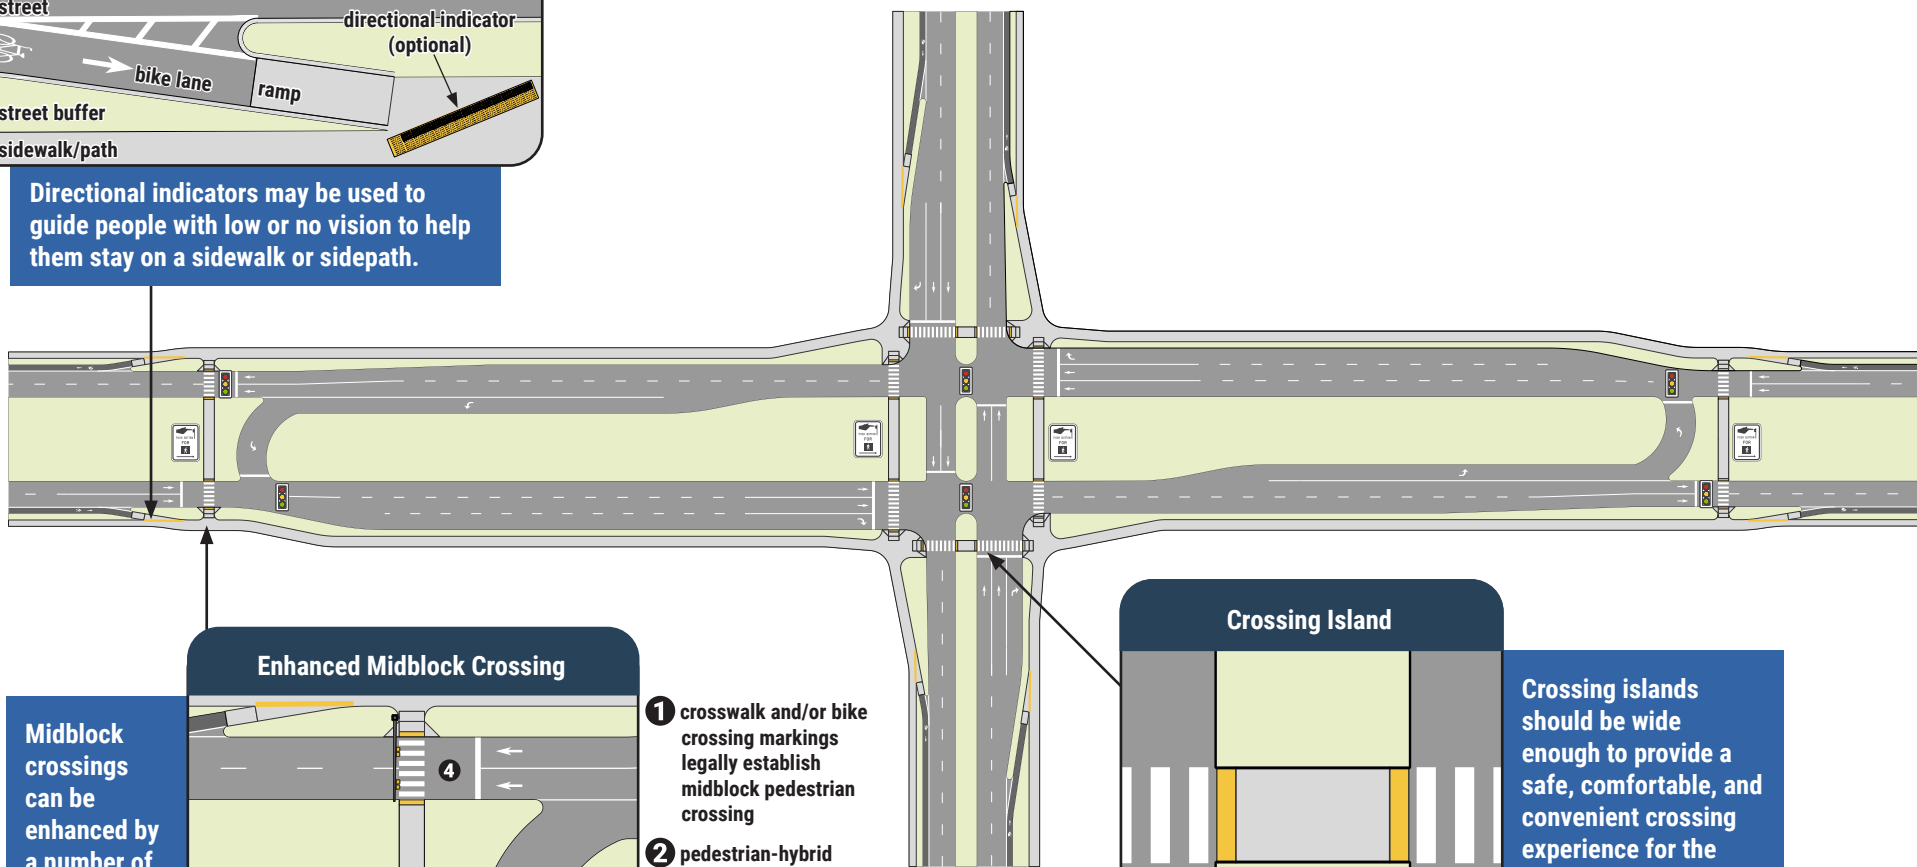 street
directional indicator
(optional)
bike lane
ramp
street buffer
sidewalk/path
Directional indicators may be used to
guide people with low or no vision to help
them stay on a sidewalk or sidepath.
FOR
FOR
FOR
FOR
Enhanced Midblock Crossing
Midblock
crossings
can be
enhanced by
a number of
4
1 crosswalk and/or bike
crossing markings
legally establish
midblock pedestrian
crossing
2 pedestrian-hybrid
Crossing Island
Crossing islands
should be wide
enough to provide a
safe, comfortable, and
convenient crossing
experience for the